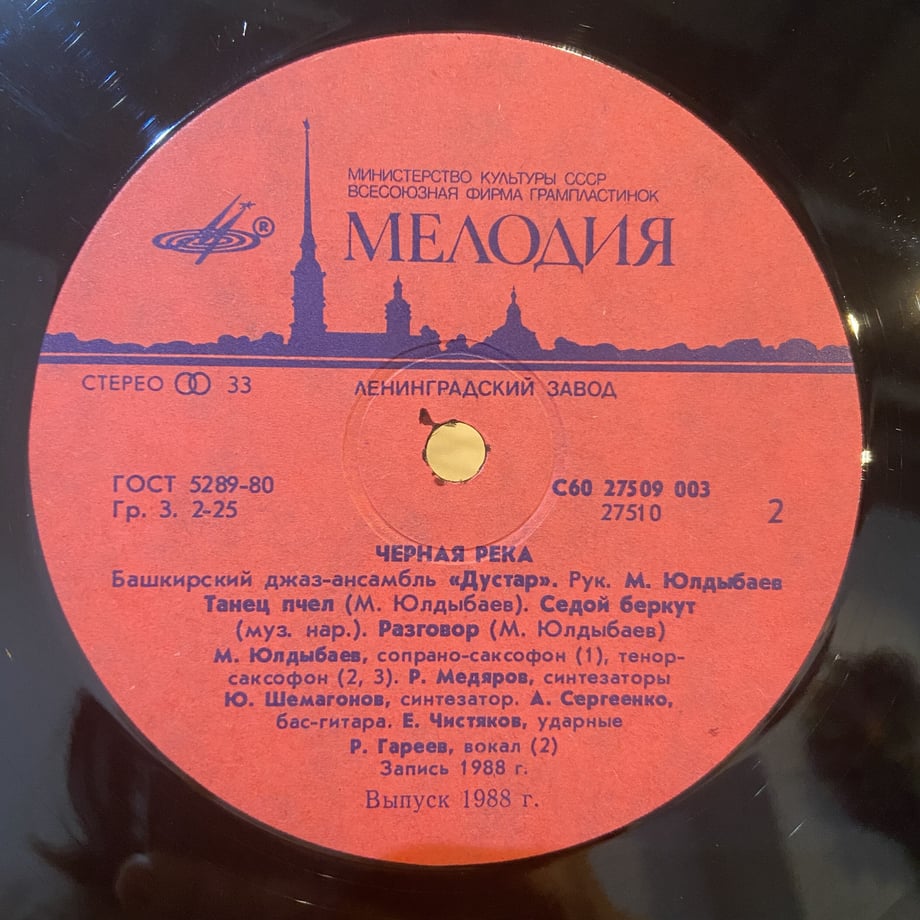 МИНИСТЕРСТВО КУЛЬТУРЫ СССР
ВСЕСОЮЗНАЯ ФИРМА ГРАМПЛАСТИНОК
®
МЕЛОДИЯ
СТЕРЕО 33
ЛЕНИНГРАДСКИЙ ЗАВОД
ГОСТ 5289-80
Гр. 3. 2-25
С60 27509 003
27510
2
ЧЕРНАЯ РЕКА
Башкирский джаз-ансамбль «Дустар». Рук. М. Юлдыбаев
Танец пчел (М. Юлдыбаев). Седой беркут
(муз. нар.). Разговор (М. Юлдыбаев)
М. Юлдыбаев, сопрано-саксофон (1), тенор-
саксофон (2, 3). Р. Медяров, синтезаторы
Ю. Шемагонов, синтезатор. А. Сергеенко,
бас-гитара. Е. Чистяков, ударные
Р. Гареев, вокал (2)
Запись 1988 г.
Выпуск 1988 г.